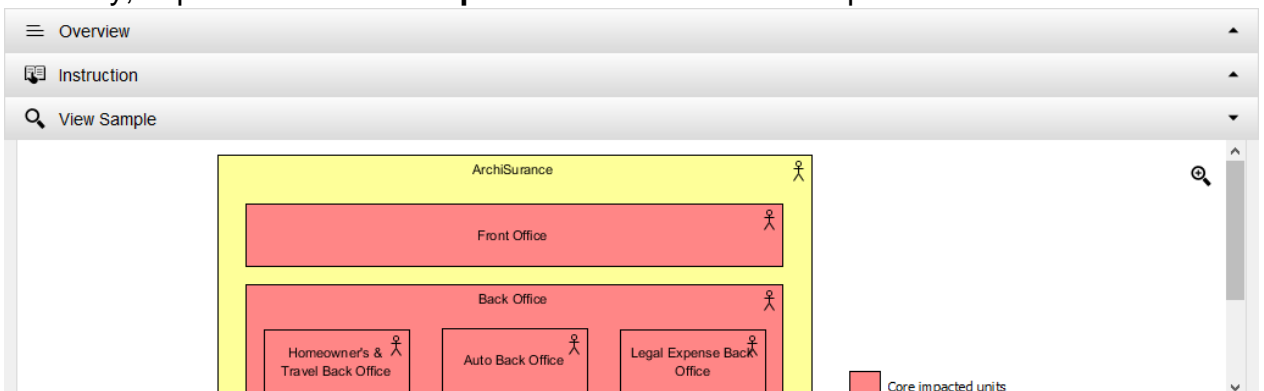 Overview
Instruction
View Sample
ArchiSurance
Front Office
Back Office
Homeowner's &
Travel Back Office
Auto Back Office
Legal Expense Back
Office
Core impacted units